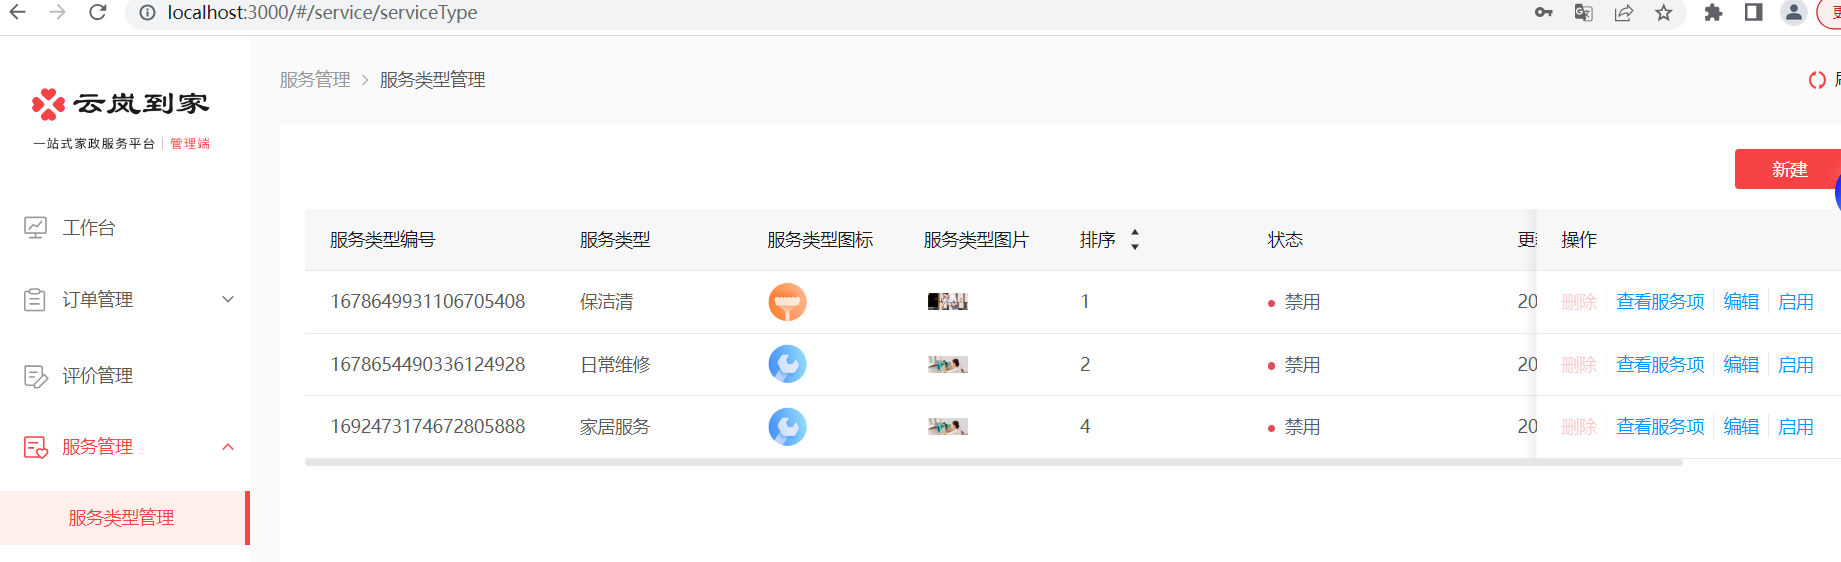 localhost:3000/#/service/serviceType
云岚到家
一站式家政服务平台 | 管理端
服务管理 > 服务类型管理
新建
工作台
订单管理
评价管理
服务管理
服务类型管理
服务类型编号 服务类型 服务类型图标 服务类型图片 排序 状态 操作
1678649931106705408 保洁清 1 禁用 20 删除 查看服务项 编辑 启用
1678654490336124928 日常维修 2 禁用 20 删除 查看服务项 编辑 启用
1692473174672805888 家居服务 4 禁用 20 删除 查看服务项 编辑 启用